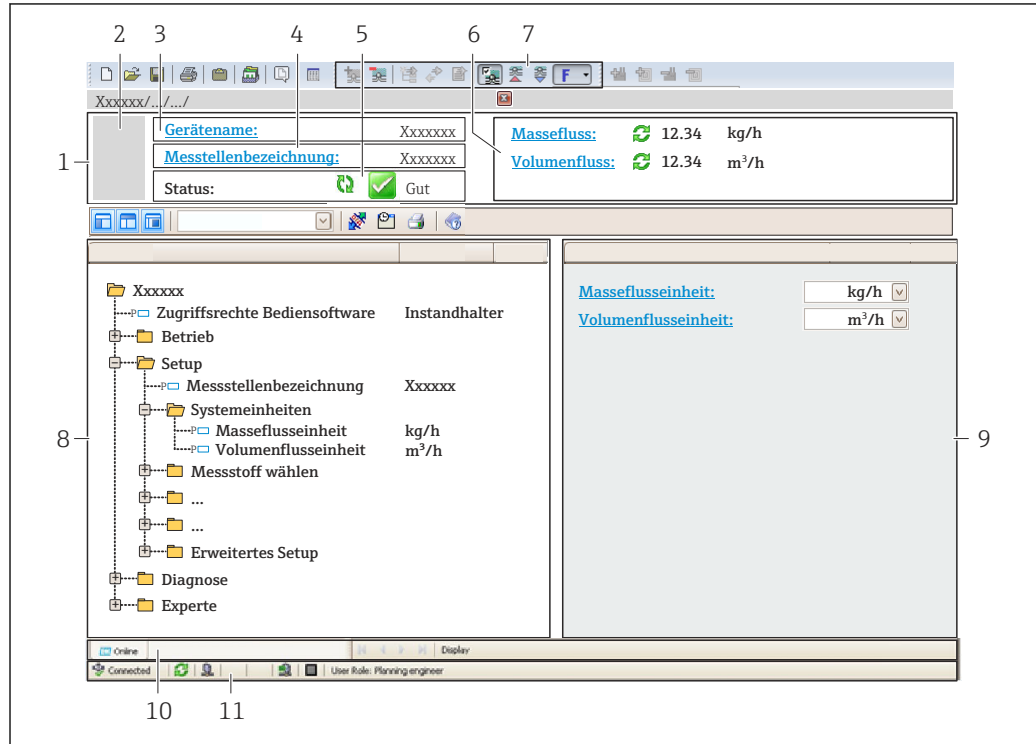 2 3 4 5 6 7
F
Xxxxxx/.../.../
1
Gerätename: Xxxxxxx
Messtellenbezeichnung: Xxxxxxx
Status: Gut
Massefluss: 12.34 kg/h
Volumenfluss: 12.34 m³/h
8
Xxxxxx
P Zugriffsrechte Bediensoftware Instandhalter
Betrieb
Setup
P Messstellenbezeichnung Xxxxxx
Systemeinheiten
P Masseflusseinheit kg/h
P Volumenflusseinheit m³/h
Messstoff wählen
...
...
Erweitertes Setup
Diagnose
Experte
Masseflusseinheit: kg/h
Volumenflusseinheit: m³/h
9
Online Display
Connected User Role: Planning engineer
10 11